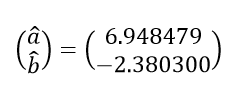 (â b̂) = (6.948479 −2.380300)